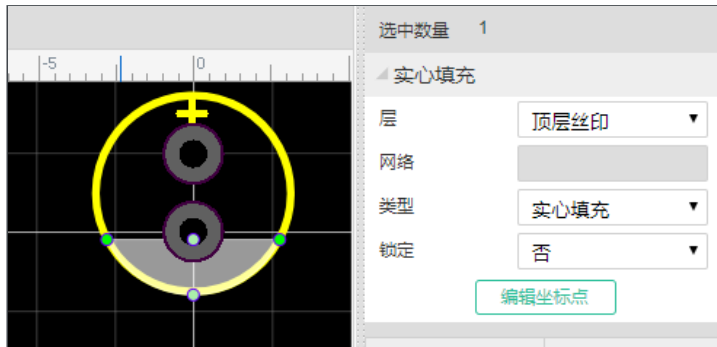 -5
0
+
选中数量 1
实心填充
层 顶层丝印
网络
类型 实心填充
锁定 否
编辑坐标点